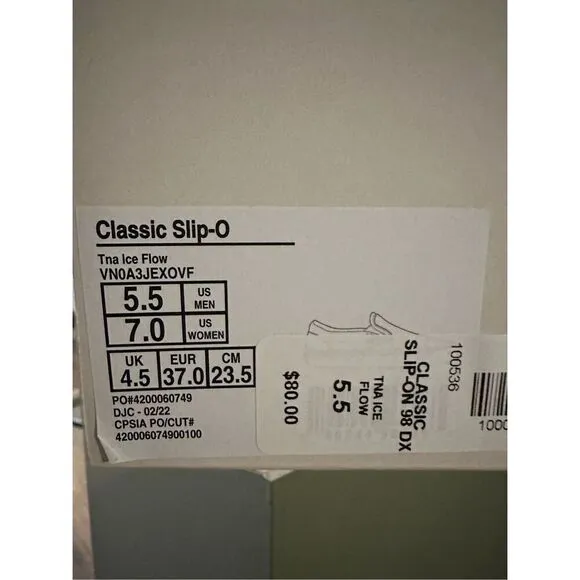 Classic Slip-O
Tna Ice Flow
VN0A3JEXOVF
5.5 US MEN
7.0 US WOMEN
UK 4.5 EUR 37.0 CM 23.5
PO#4200060749
DJC - 02/22
CPSIA PO/CUT#
420006074900100
100536
CLASSIC
SLIP-ON 98 DX
TNA ICE
FLOW
5.5
$80.00